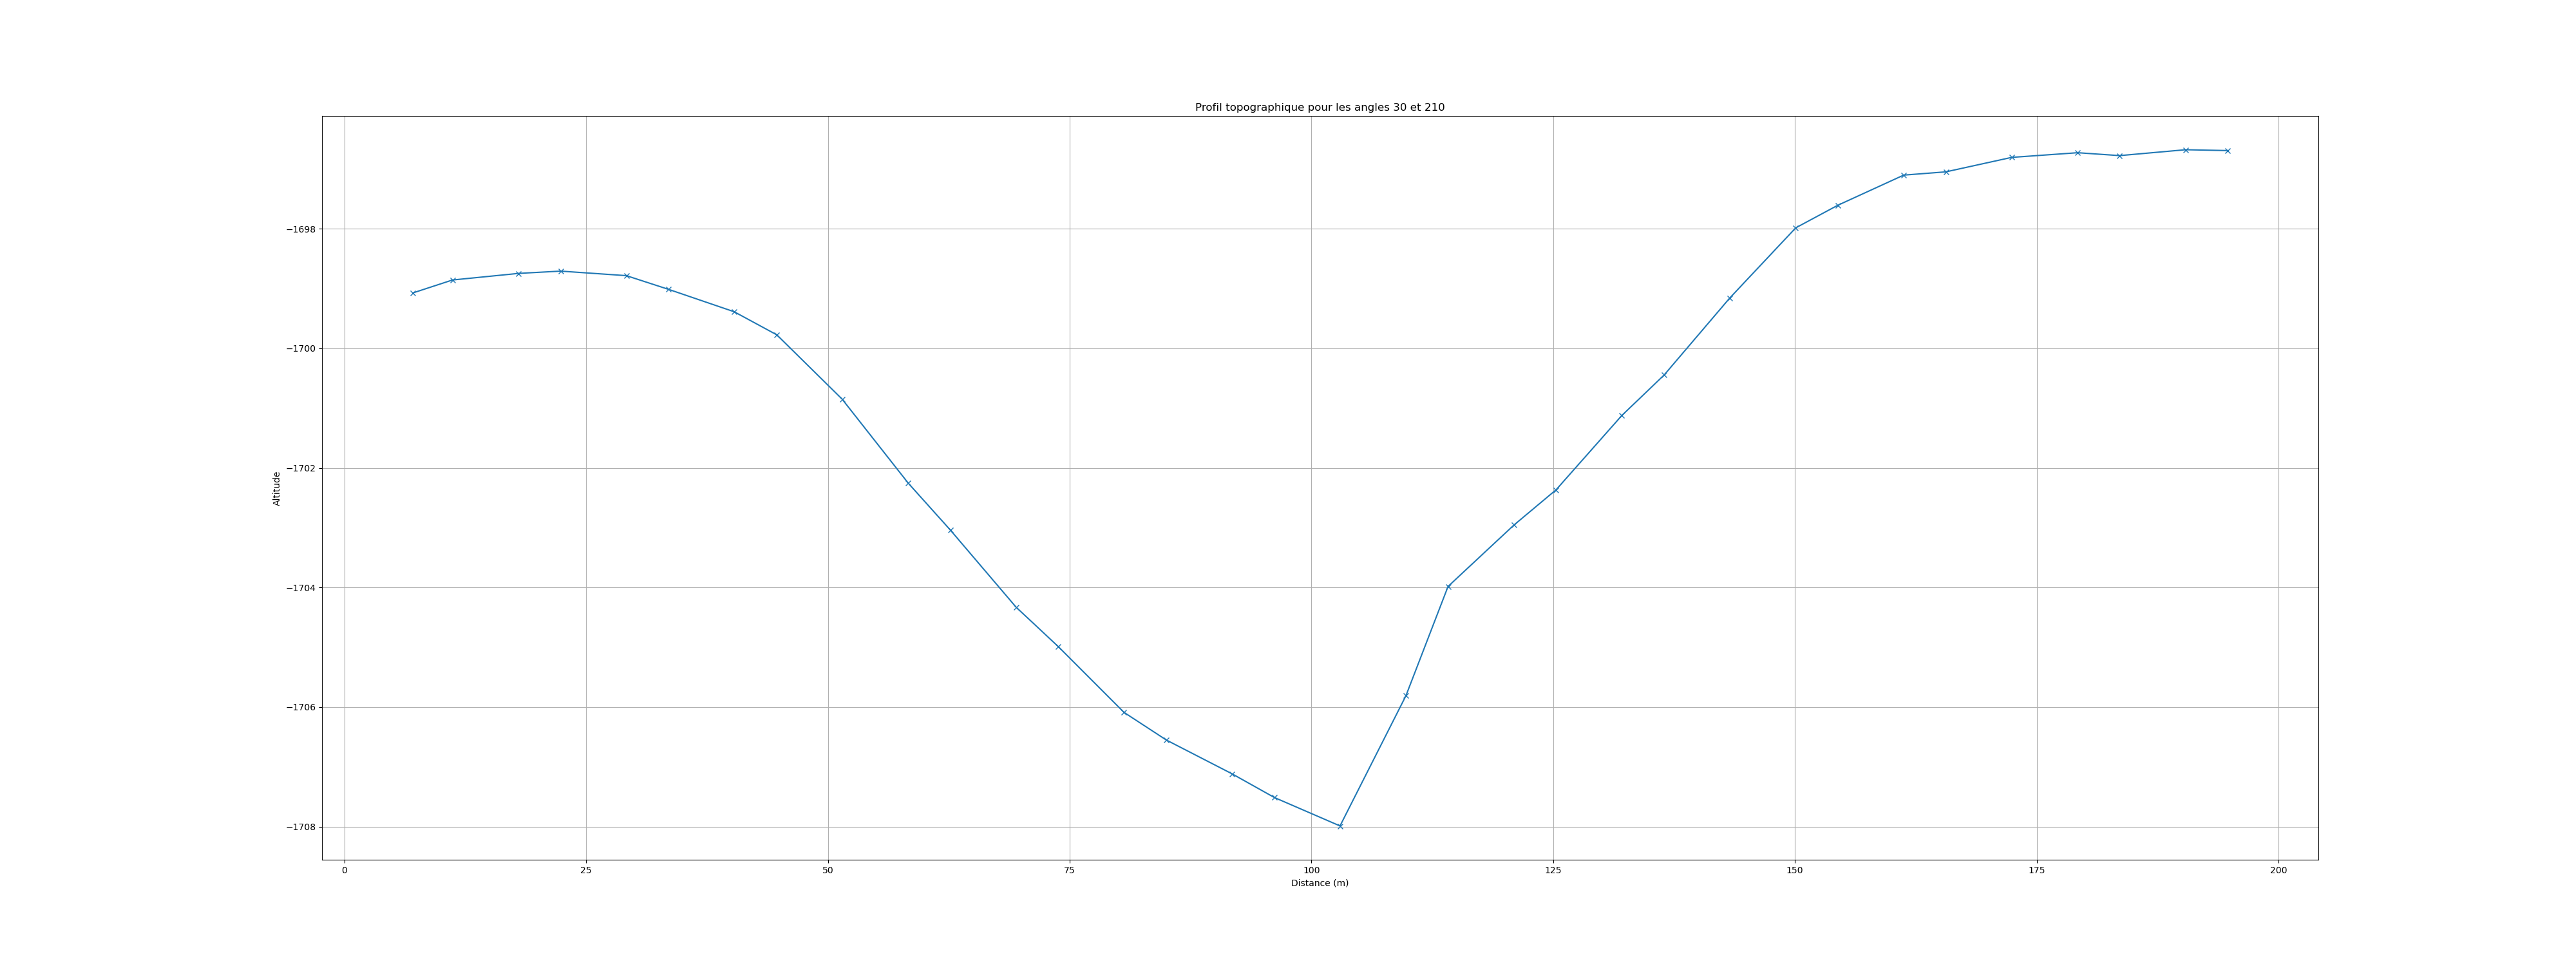 Profil topographique pour les angles 30 et 210
Altitude
−1698
−1700
−1702
−1704
−1706
−1708
0 25 50 75 100 125 150 175 200
Distance (m)